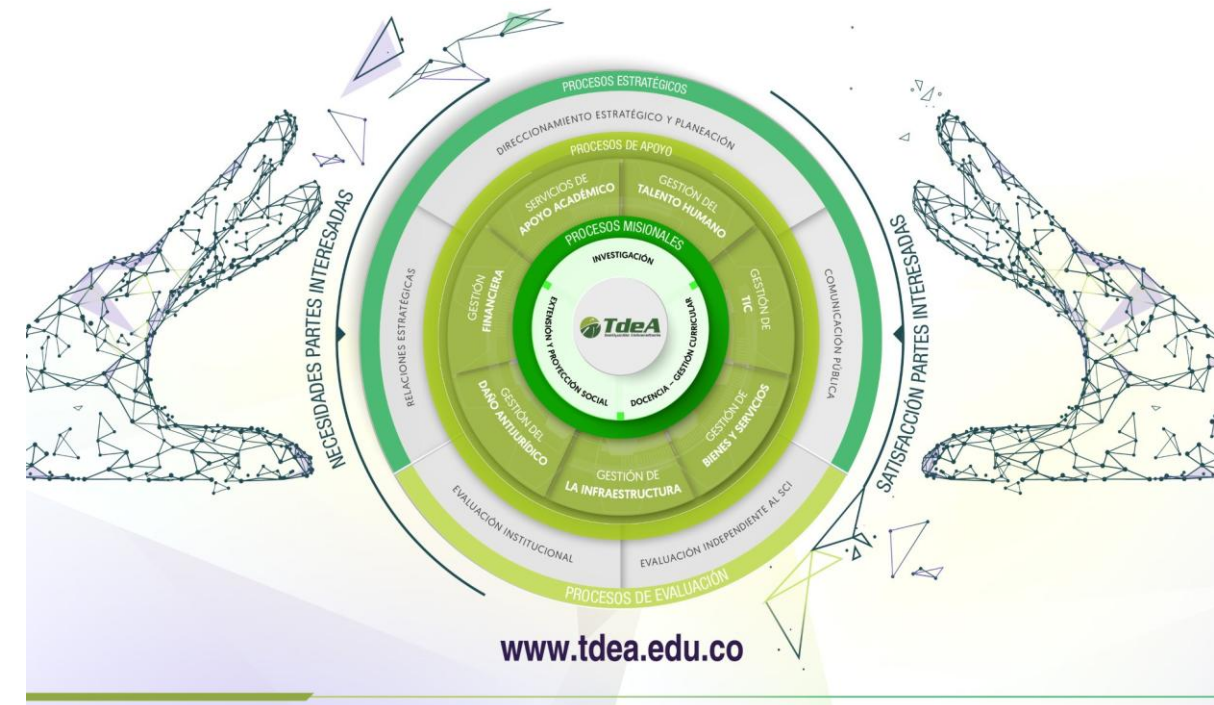 PROCESOS ESTRATÉGICOS
DIRECCIONAMIENTO ESTRATÉGICO Y PLANEACIÓN
PROCESOS DE APOYO
SERVICIOS DE
APOYO ACADÉMICO
GESTIÓN DEL
TALENTO HUMANO
PROCESOS MISIONALES
INVESTIGACIÓN
NECESIDADES PARTES INTERESADAS
RELACIONES ESTRATÉGICAS
GESTIÓN
FINANCIERA
EXTENSIÓN Y PROTECCIÓN SOCIAL
TdeA
DOCENCIA – GESTIÓN CURRICULAR
GESTIÓN DE
TIC
COMUNICACIÓN PÚBLICA
SATISFACCIÓN PARTES INTERESADAS
GESTIÓN DEL
DAÑO ANTIJURÍDICO
GESTIÓN DE
LA INFRAESTRUCTURA
GESTIÓN DE
BIENES Y SERVICIOS
EVALUACIÓN INSTITUCIONAL
EVALUACIÓN INDEPENDIENTE AL SCI
PROCESOS DE EVALUACIÓN
www.tdea.edu.co